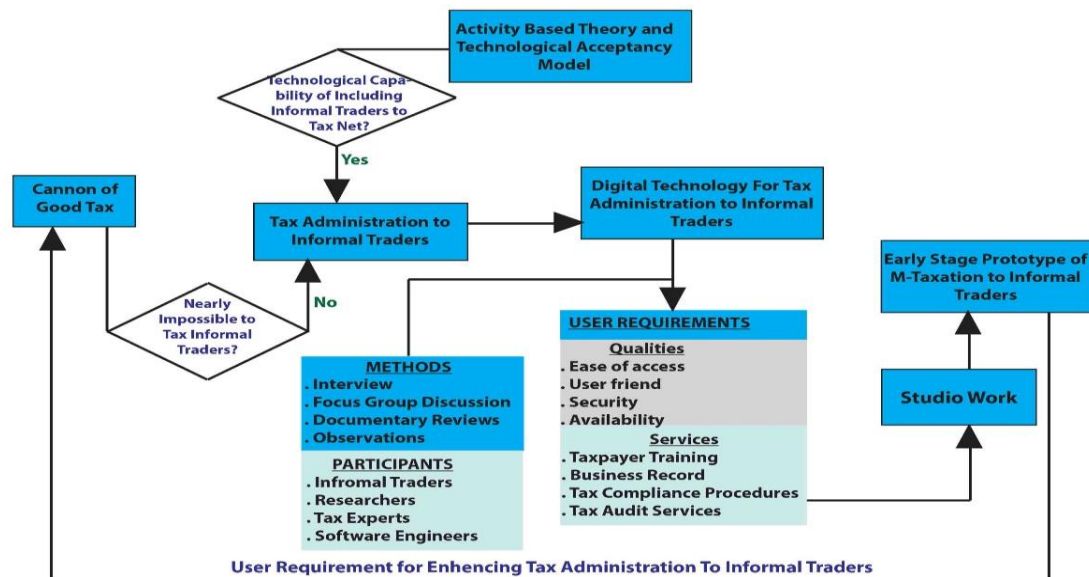 Activity Based Theory and
Technological Acceptancy
Model
Technological Capa-
bility of Including
Informal Traders to
Tax Net?
Yes
Cannon of
Good Tax
Tax Administration to
Informal Traders
Digital Technology For Tax
Administration to Informal
Traders
Early Stage Prototype of
M-Taxation to Informal
Traders
Nearly
Impossible to
Tax Informal
Traders?
No
METHODS
. Interview
. Focus Group Discussion
. Documentary Reviews
. Observations
PARTICIPANTS
. Infromal Traders
. Researchers
. Tax Experts
. Software Engineers
USER REQUIREMENTS
Qualities
. Ease of access
. User friend
. Security
. Availability
Services
. Taxpayer Training
. Business Record
. Tax Compliance Procedures
. Tax Audit Services
Studio Work
User Requirement for Enhancing Tax Administration To Informal Traders